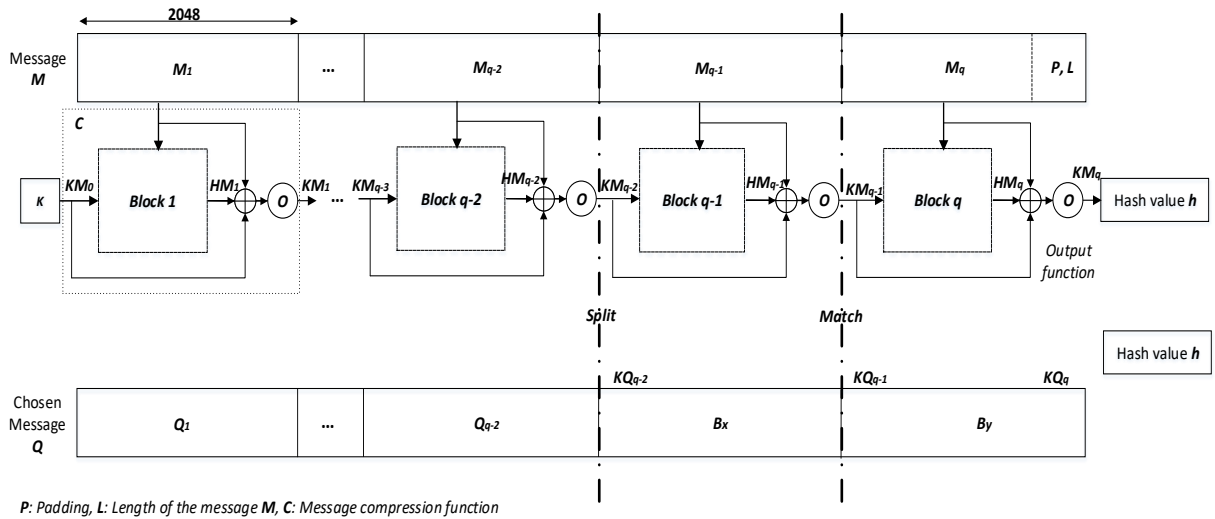 2048
Message
M
M1
...
Mq-2
Mq-1
Mq
P, L
C
K
KM0
Block 1
HM1
O
KM1
...
KMq-3
Block q-2
HMq-2
O
KMq-2
Block q-1
HMq-1
O
KMq-1
Block q
HMq
O
KMq
Hash value h
Output
function
Split
Match
Hash value h
KQq-2
KQq-1
KQq
Chosen
Message
Q
Q1
...
Qq-2
Bx
By
P: Padding, L: Length of the message M, C: Message compression function